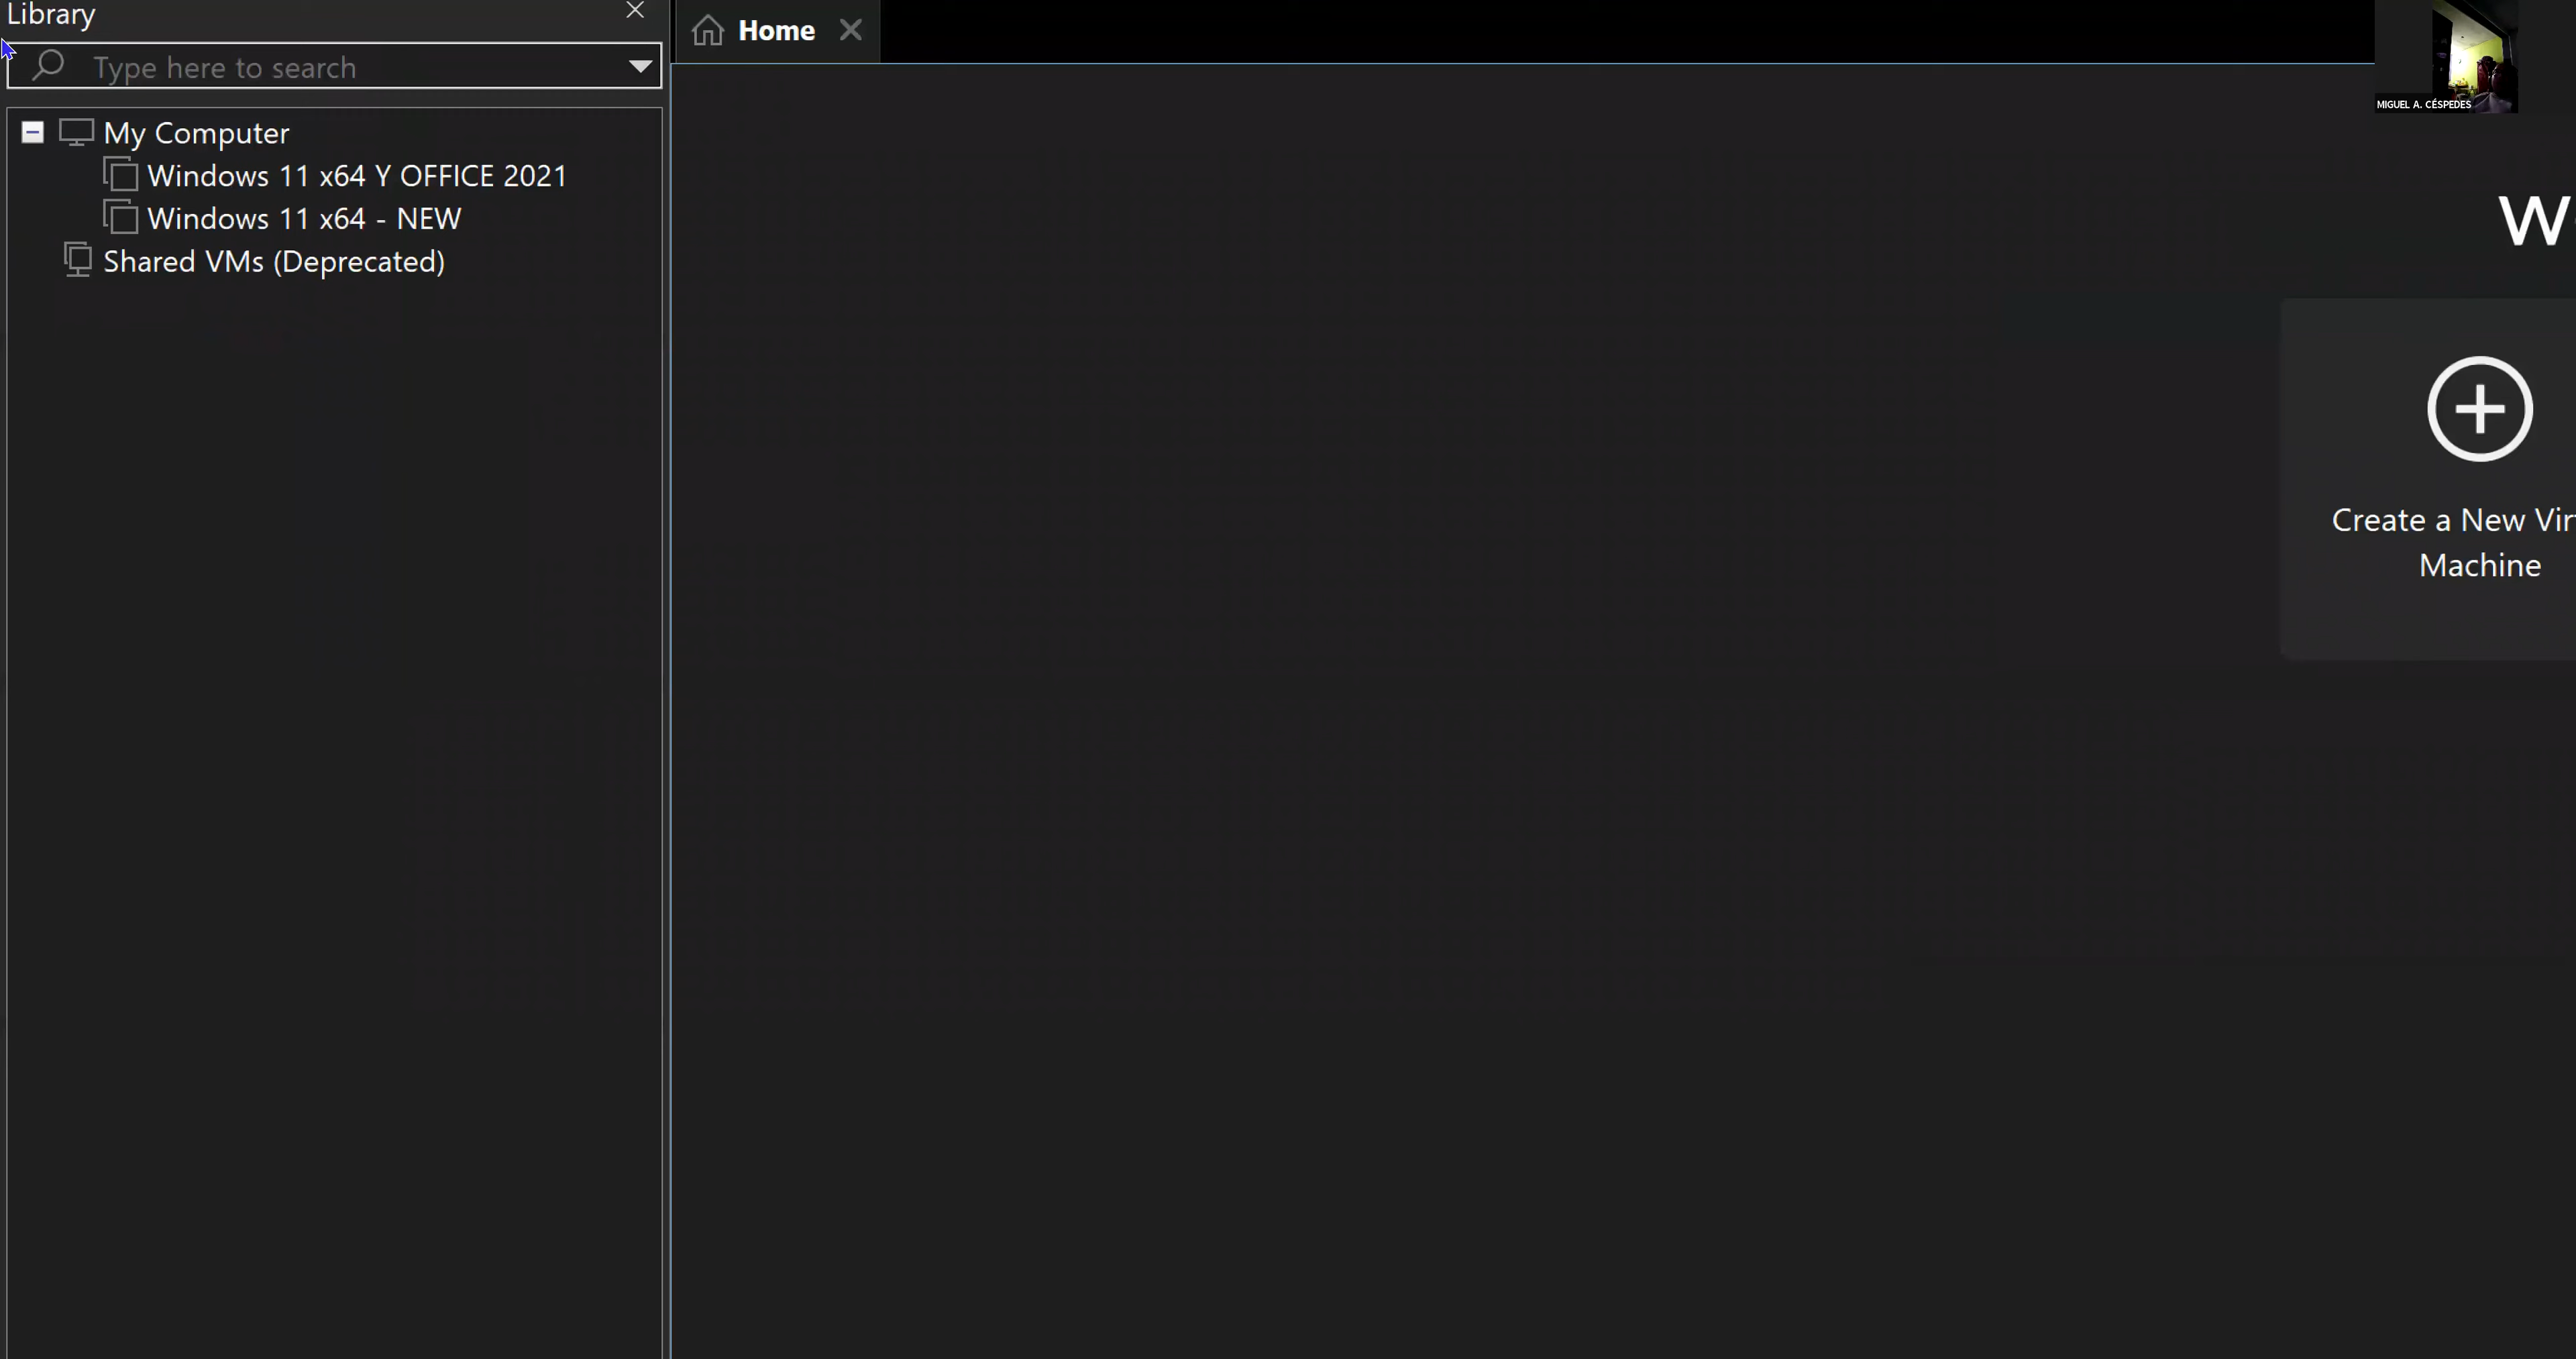 Library
Home
Type here to search
MIGUEL A. CÉSPEDES
My Computer
Windows 11 x64 Y OFFICE 2021
Windows 11 x64 - NEW
Shared VMs (Deprecated)
Create a New
Machine